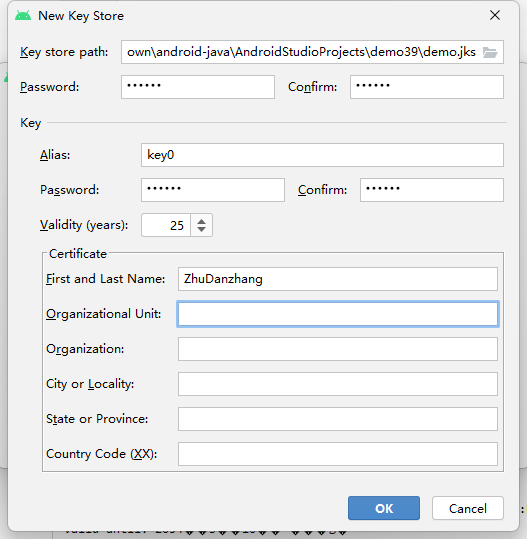 New Key Store
Key store path: own\android-java\AndroidStudioProjects\demo39\demo.jks
Password: •••••• Confirm: ••••••
Key
Alias: key0
Password: •••••• Confirm: ••••••
Validity (years): 25
Certificate
First and Last Name: ZhuDanzhang
Organizational Unit:
Organization:
City or Locality:
State or Province:
Country Code (XX):
OK Cancel